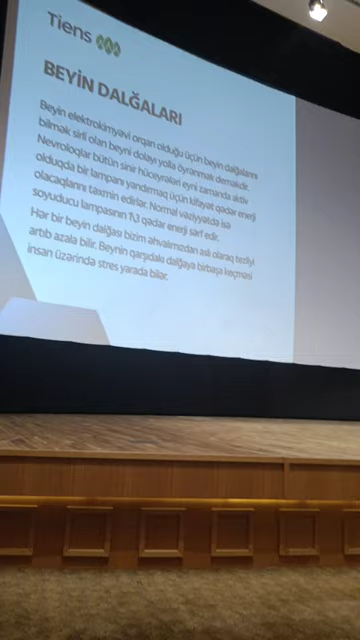 Tiens
BEYİN DALĞALARI
Beyin elektrokimyəvi orqan olduğu üçün beyin dalğalarını
bilmək sirli olan beyni dolayı yolla öyrənmək deməkdir.
Nevroloqlar bütün sinir hüceyrələri eyni zamanda aktiv
olduqda bir lampanı yandırmaq üçün kifayət qədər enerji
olacaqlarını təxmin edirlər. Normal vəziyyətdə isə
soyuducu lampasının 1\3 qədər enerji sərf edir.
Hər bir beyin dalğası bizim əhvalımızdan aslı olaraq tezliyi
artıb azala bilir. Beynin qarşıdakı dalğaya birbaşa keçməsi
insan üzərində stres yarada bilər.